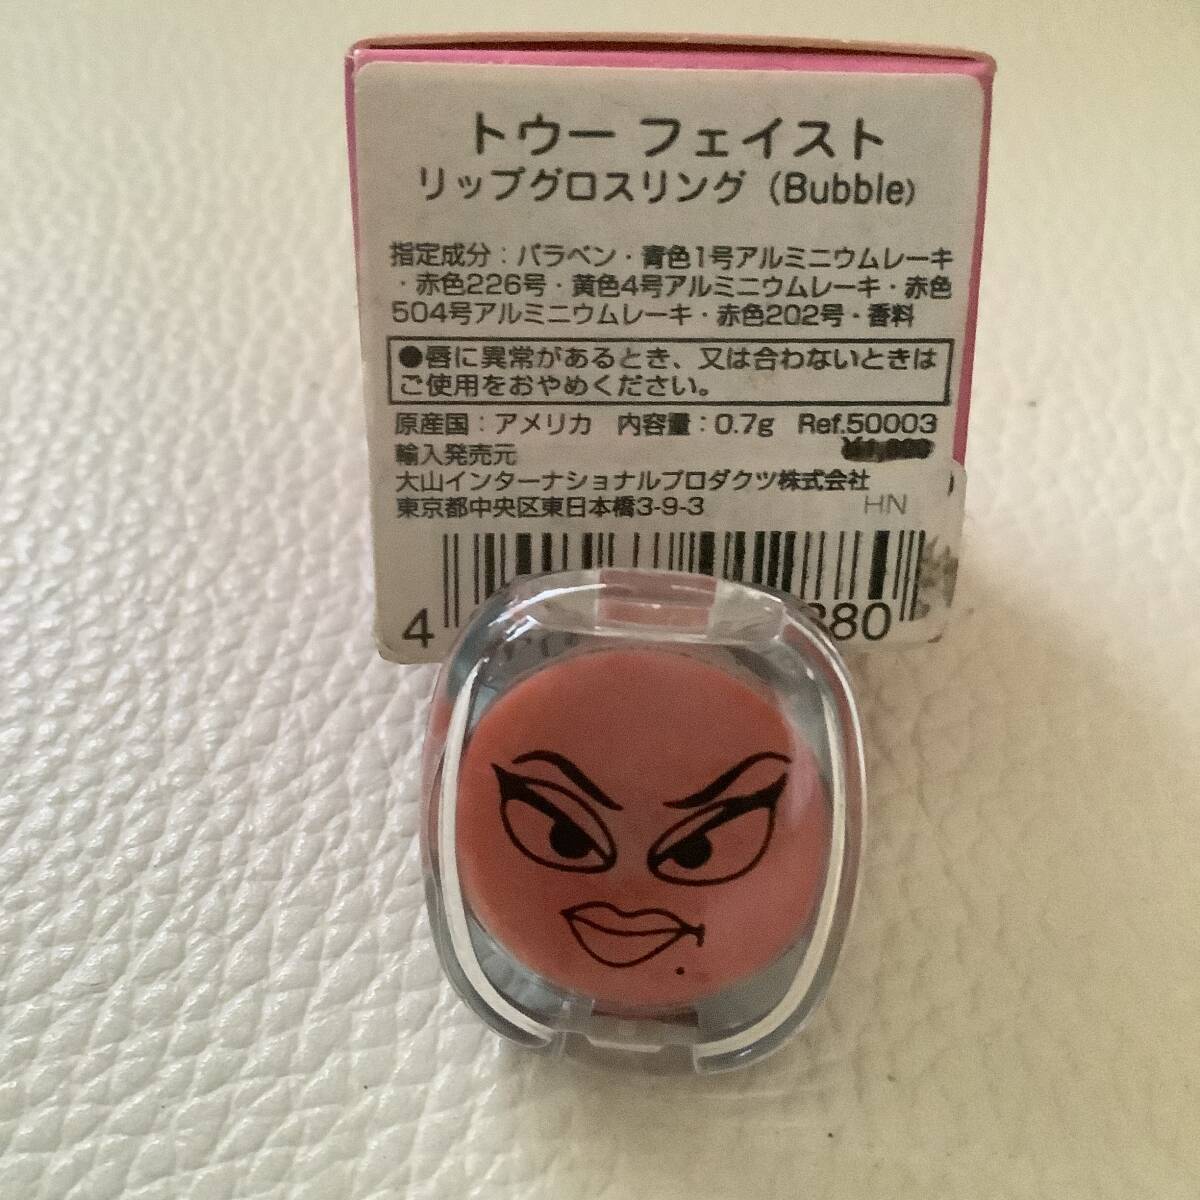 トゥー フェイスト
リップグロスリング (Bubble)
指定成分:パラベン・青色1号アルミニウムレーキ
・赤色226号・黄色4号アルミニウムレーキ・赤色
504号アルミニウムレーキ・赤色202号・香料
●唇に異常があるとき、又は合わないときは
ご使用をおやめください。
原産国:アメリカ 内容量:0.7g Ref.50003
輸入発売元
大山インターナショナルプロダクツ株式会社
東京都中央区東日本橋3-9-3 HN
4 880